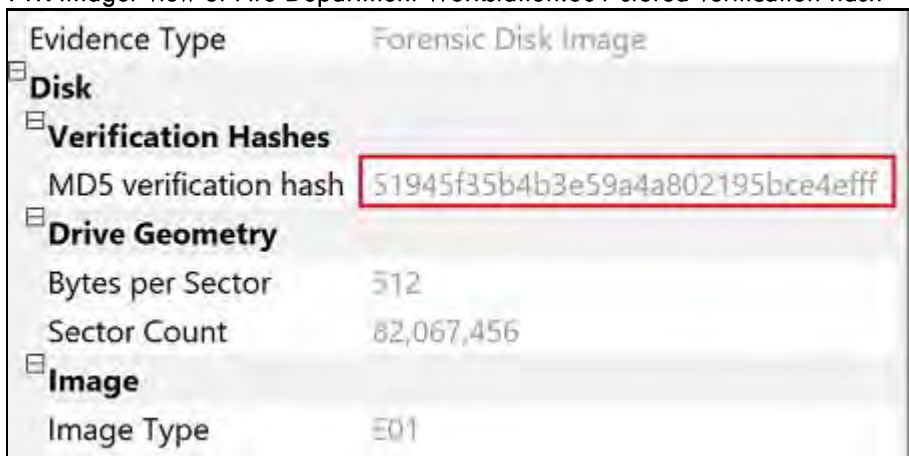 Evidence Type Forensic Disk Image
Disk
Verification Hashes
MD5 verification hash 51945f35b4b3e59a4a802195bce4efff
Drive Geometry
Bytes per Sector 512
Sector Count 82,067,456
Image
Image Type E01